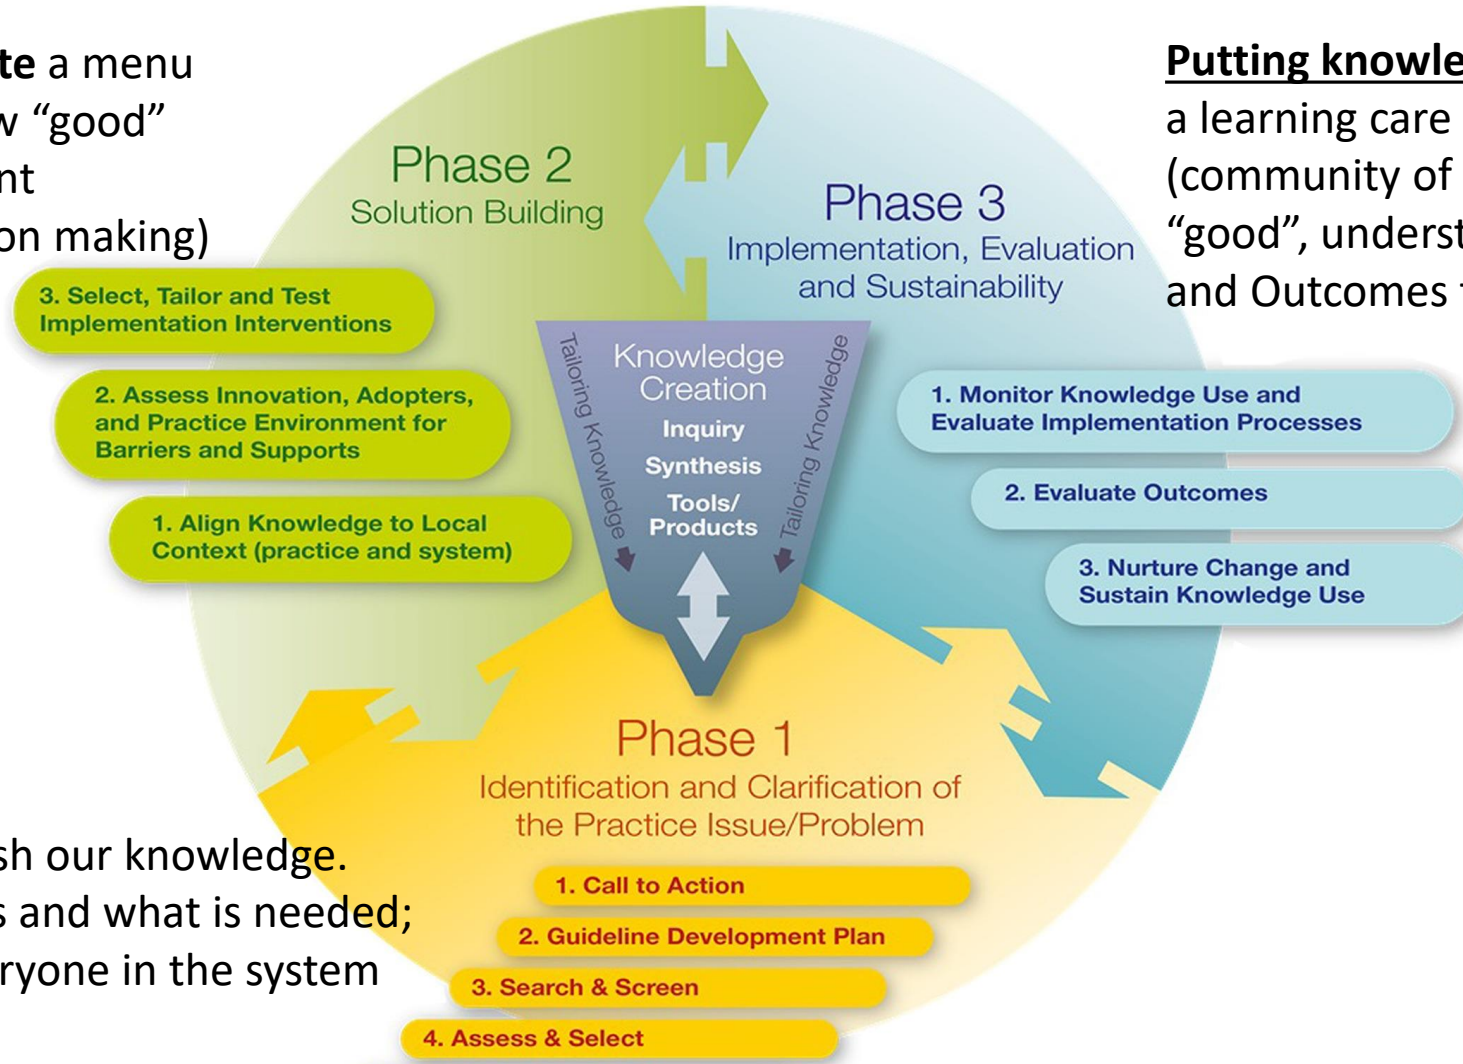 te a menu
“good”
on making)
Phase 2
Solution Building
3. Select, Tailor and Test
Implementation Interventions
2. Assess Innovation, Adopters,
and Practice Environment for
Barriers and Supports
1. Align Knowledge to Local
Context (practice and system)
Putting
a learning care
(community of
“good”,
and Outcomes
Phase 3
Implementation, Evaluation
and Sustainability
1. Monitor Knowledge Use and
Evaluate Implementation Processes
2. Evaluate Outcomes
3. Nurture Change and
Sustain Knowledge Use
Tailoring Knowledge
Knowledge
Creation
Inquiry
Synthesis
Tools/
Products
Tailoring Knowledge
Phase 1
Identification and Clarification of
the Practice Issue/Problem
1. Call to Action
2. Guideline Development Plan
3. Search & Screen
4. Assess & Select
sh our knowledge.
s and what is needed;
ryone in the system